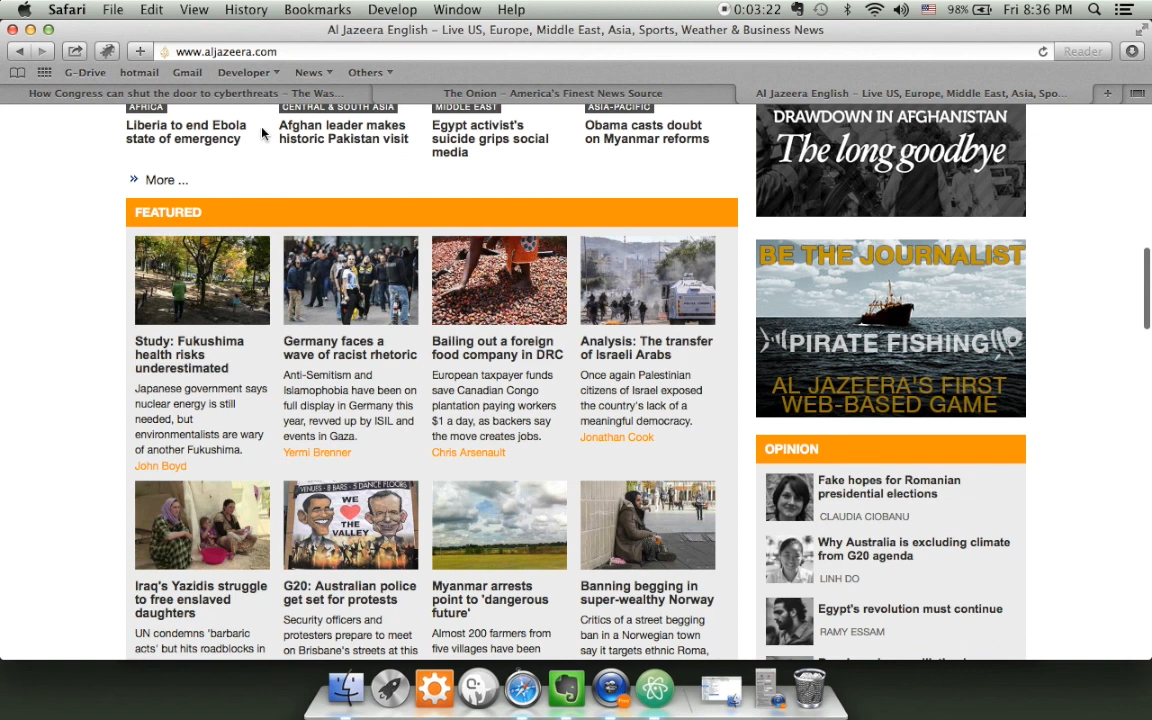 Safari File Edit View History Bookmarks Develop Window Help 0:03:22 98% Fri 8:36 PM
Al Jazeera English – Live US, Europe, Middle East, Asia, Sports, Weather & Business News
www.aljazeera.com Reader
G-Drive hotmail Gmail Developer News Others
How Congress can shut the door to cyberthreats – The Was... The Onion – America's Finest News Source Al Jazeera English – Live US, Europe, Middle East, Asia, Spo...
AFRICA
Liberia to end Ebola
state of emergency
CENTRAL & SOUTH ASIA
Afghan leader makes
historic Pakistan visit
MIDDLE EAST
Egypt activist's
suicide grips social
media
ASIA-PACIFIC
Obama casts doubt
on Myanmar reforms
» More ...
FEATURED
Study: Fukushima
health risks
underestimated
Japanese government says
nuclear energy is still
needed, but
environmentalists are wary
of another Fukushima.
John Boyd
Germany faces a
wave of racist rhetoric
Anti-Semitism and
Islamophobia have been on
full display in Germany this
year, revved up by ISIL and
events in Gaza.
Yermi Brenner
Bailing out a foreign
food company in DRC
European taxpayer funds
save Canadian Congo
plantation paying workers
$1 a day, as backers say
the move creates jobs.
Chris Arsenault
Analysis: The transfer
of Israeli Arabs
Once again Palestinian
citizens of Israel exposed
the country's lack of a
meaningful democracy.
Jonathan Cook
VENUES - 8 BARS - 3 DANCE FLOORS
WE
THE
VALLEY
Iraq's Yazidis struggle
to free enslaved
daughters
UN condemns 'barbaric
acts' but hits roadblocks in
G20: Australian police
get set for protests
Security officers and
protesters prepare to meet
on Brisbane's streets at this
Myanmar arrests
point to 'dangerous
future'
Almost 200 farmers from
five villages have been
Banning begging in
super-wealthy Norway
Critics of a street begging
ban in a Norwegian town
say it targets ethnic Roma,
DRAWDOWN IN AFGHANISTAN
The long goodbye
BE THE JOURNALIST
PIRATE FISHING
AL JAZEERA'S FIRST
WEB-BASED GAME
OPINION
Fake hopes for Romanian
presidential elections
CLAUDIA CIOBANU
Why Australia is excluding climate
from G20 agenda
LINH DO
Egypt's revolution must continue
RAMY ESSAM